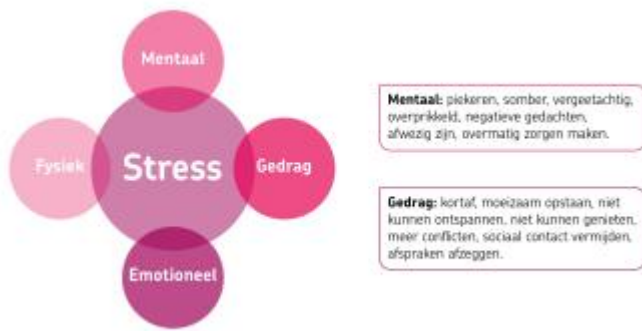 Mentaal
Fysiek
Stress
Gedrag
Emotioneel
Mentaal: piekeren, somber, vergeetachtig,
overprikkeld, negatieve gedachten,
afwezig zijn, overmatig zorgen maken.
Gedrag: kortaf, moeizaam opstaan, niet
kunnen ontspannen, niet kunnen genieten,
meer conflicten, sociaal contact vermijden,
afspraken afzeggen.